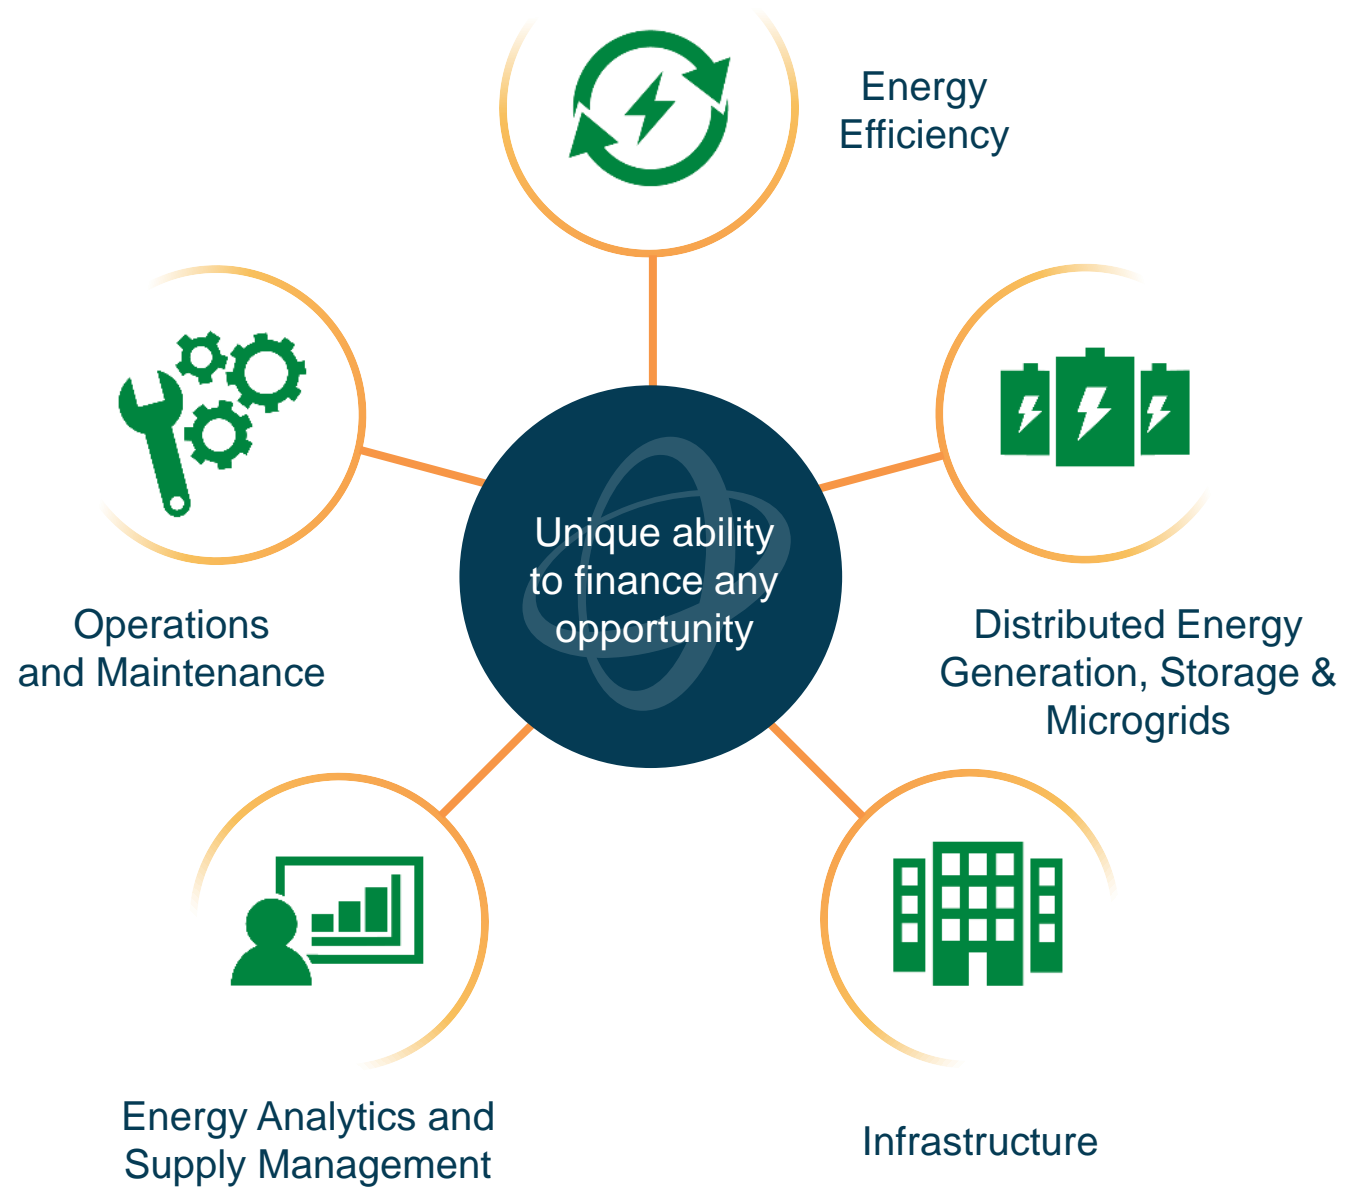 Energy
Efficiency
Distributed Energy
Generation, Storage &
Microgrids
Infrastructure
Energy Analytics and
Supply Management
Operations
and Maintenance
Unique ability
to finance any
opportunity